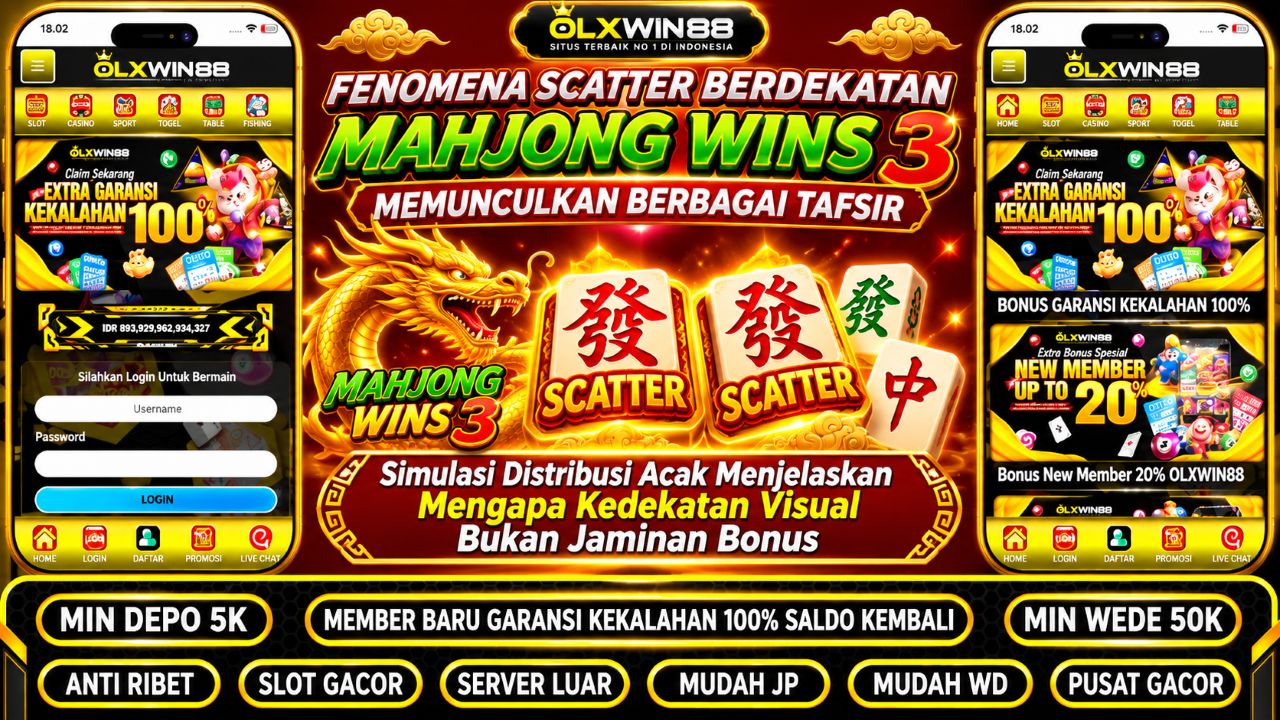 OLXWIN88
SITUS TERBAIK NO 1 DI INDONESIA
FENOMENA SCATTER BERDEKATAN
MAHJONG WINS 3
MEMUNCULKAN BERBAGAI TAFSIR
發
SCATTER
發
SCATTER
發
中
MAHJONG
WINS 3
Simulasi Distribusi Acak Menjelaskan
Mengapa Kedekatan Visual
Bukan Jaminan Bonus
18.02
OLXWIN88
SLOT CASINO SPORT TOGEL TABLE FISHING
OLXWIN88
Claim Sekarang
EXTRA GARANSI
KEKALAHAN 100%
IDR 893,929,962,934,327
Silahkan Login Untuk Bermain
Username
Password
LOGIN
HOME LOGIN DAFTAR PROMOSI LIVE CHAT
18.02
OLXWIN88
HOME SLOT CASINO SPORT TOGEL TABLE
OLXWIN88
Claim Sekarang
EXTRA GARANSI
KEKALAHAN 100%
BONUS GARANSI KEKALAHAN 100%
OLXWIN88
Extra Bonus Spesial
NEW MEMBER
UP TO 20%
Bonus New Member 20% OLXWIN88
OLXWIN88
HOME LOGIN DAFTAR PROMOSI LIVE CHAT
MIN DEPO 5K
MEMBER BARU GARANSI KEKALAHAN 100% SALDO KEMBALI
MIN WEDE 50K
ANTI RIBET
SLOT GACOR
SERVER LUAR
MUDAH JP
MUDAH WD
PUSAT GACOR